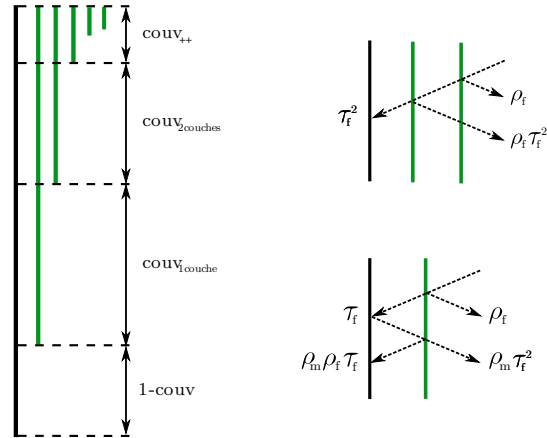 couv₊₊
couv₂couches
couv₁couche
1-couv
τf²
ρf
ρfτf²
τf
ρf
ρmρfτf
ρmτf²